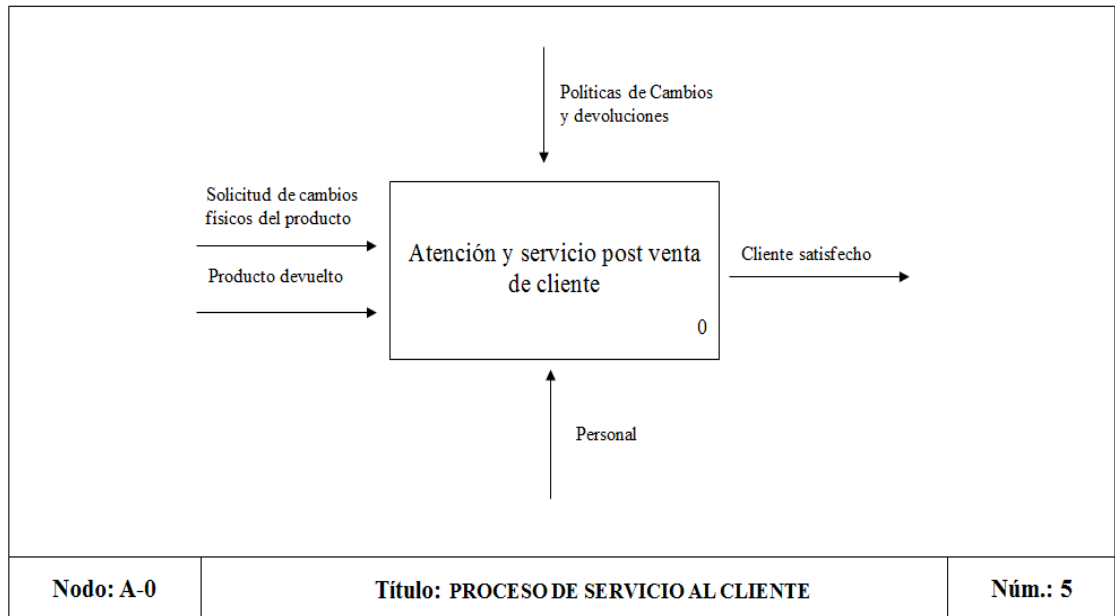 Políticas de Cambios
y devoluciones
Solicitud de cambios
físicos del producto
Producto devuelto
Atención y servicio post venta
de cliente
0
Cliente satisfecho
Personal
Nodo: A-0
Título: PROCESO DE SERVICIO AL CLIENTE
Núm.: 5